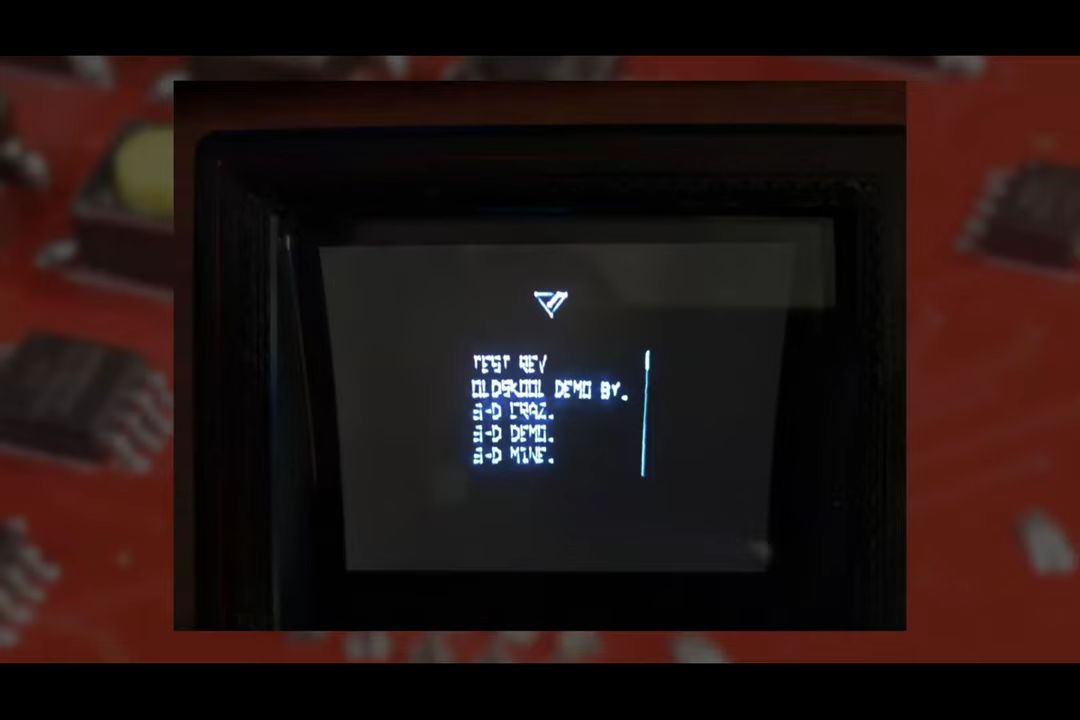 TEST REV
OLDSKOOL DEMO BY.
3-D CRAZ.
3-D DEMO.
3-D MINE.